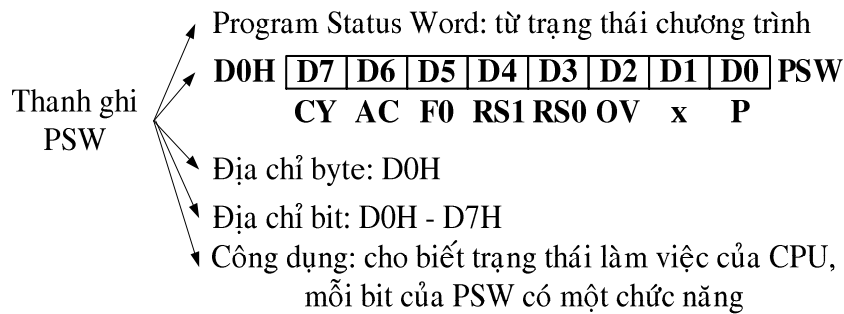 Program Status Word: từ trạng thái chương trình
D0H D7 D6 D5 D4 D3 D2 D1 D0 PSW
CY AC F0 RS1 RS0 OV x P
Thanh ghi
PSW
Địa chỉ byte: D0H
Địa chỉ bit: D0H - D7H
Công dụng: cho biết trạng thái làm việc của CPU,
mỗi bit của PSW có một chức năng